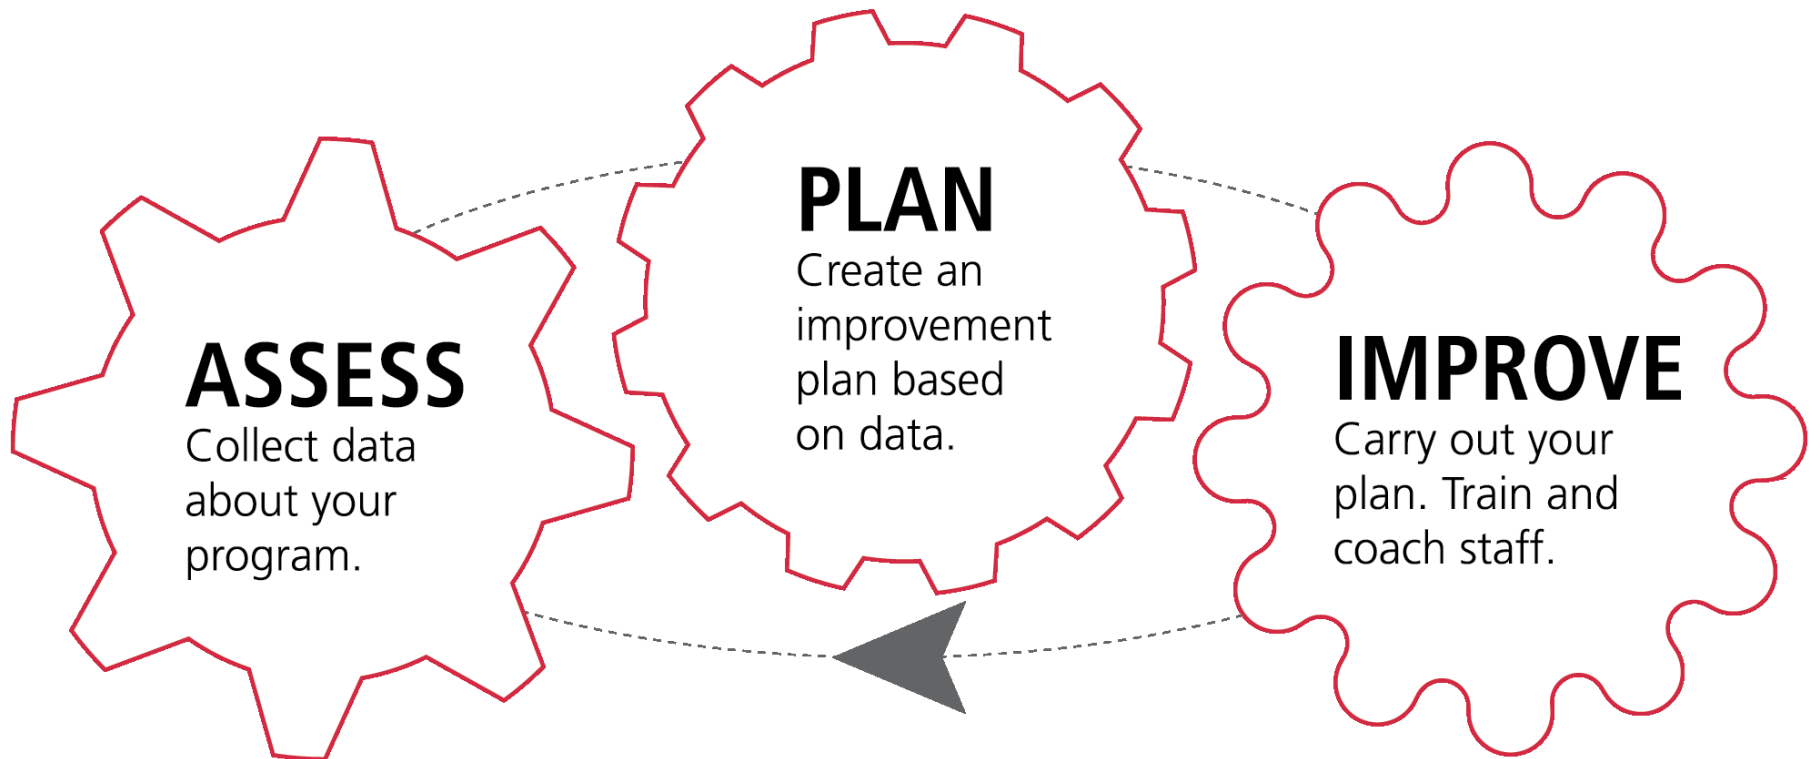 ASSESS
Collect data
about your
program.
PLAN
Create an
improvement
plan based
on data.
IMPROVE
Carry out your
plan. Train and
coach staff.